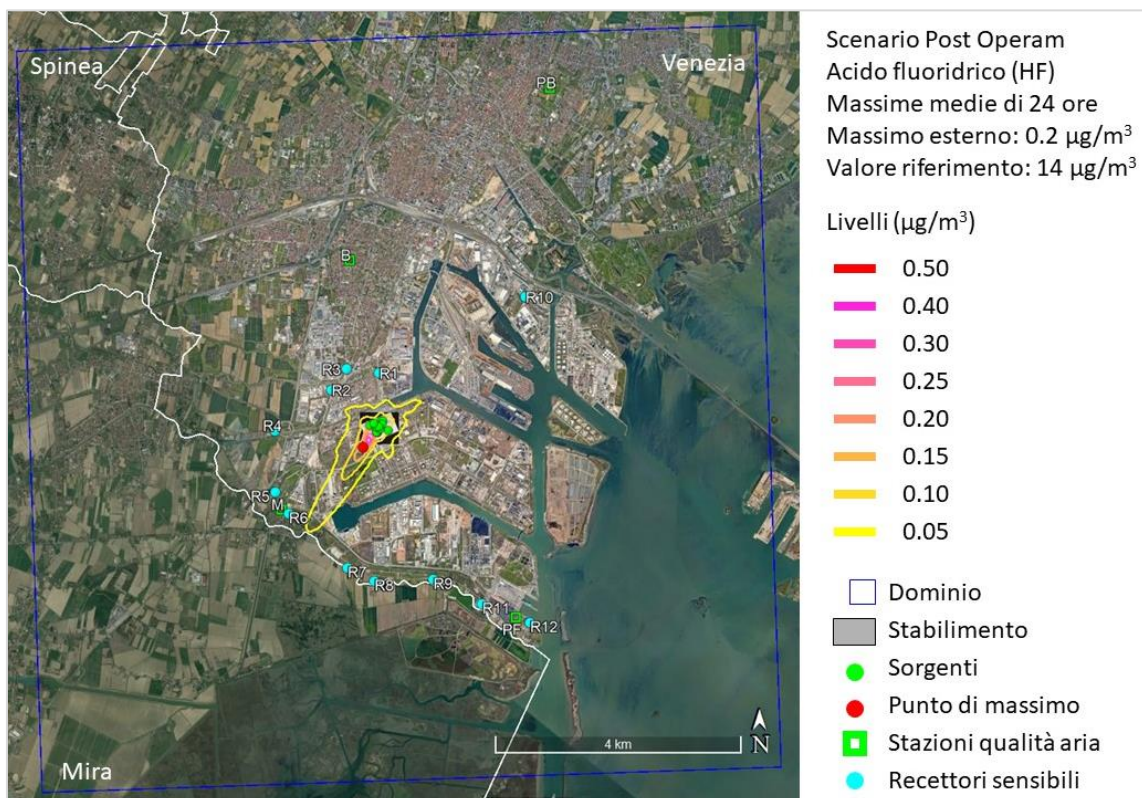 Spinea
Venezia
PB
B
R10
R3
R1
R2
R4
R5
M
R6
R7
R8
R9
R11
PF
R12
4 km
N
Mira
Scenario Post Operam
Acido fluoridrico (HF)
Massime medie di 24 ore
Massimo esterno: 0.2 µg/m³
Valore riferimento: 14 µg/m³
Livelli (µg/m³)
0.50
0.40
0.30
0.25
0.20
0.15
0.10
0.05
Dominio
Stabilimento
Sorgenti
Punto di massimo
Stazioni qualità aria
Recettori sensibili